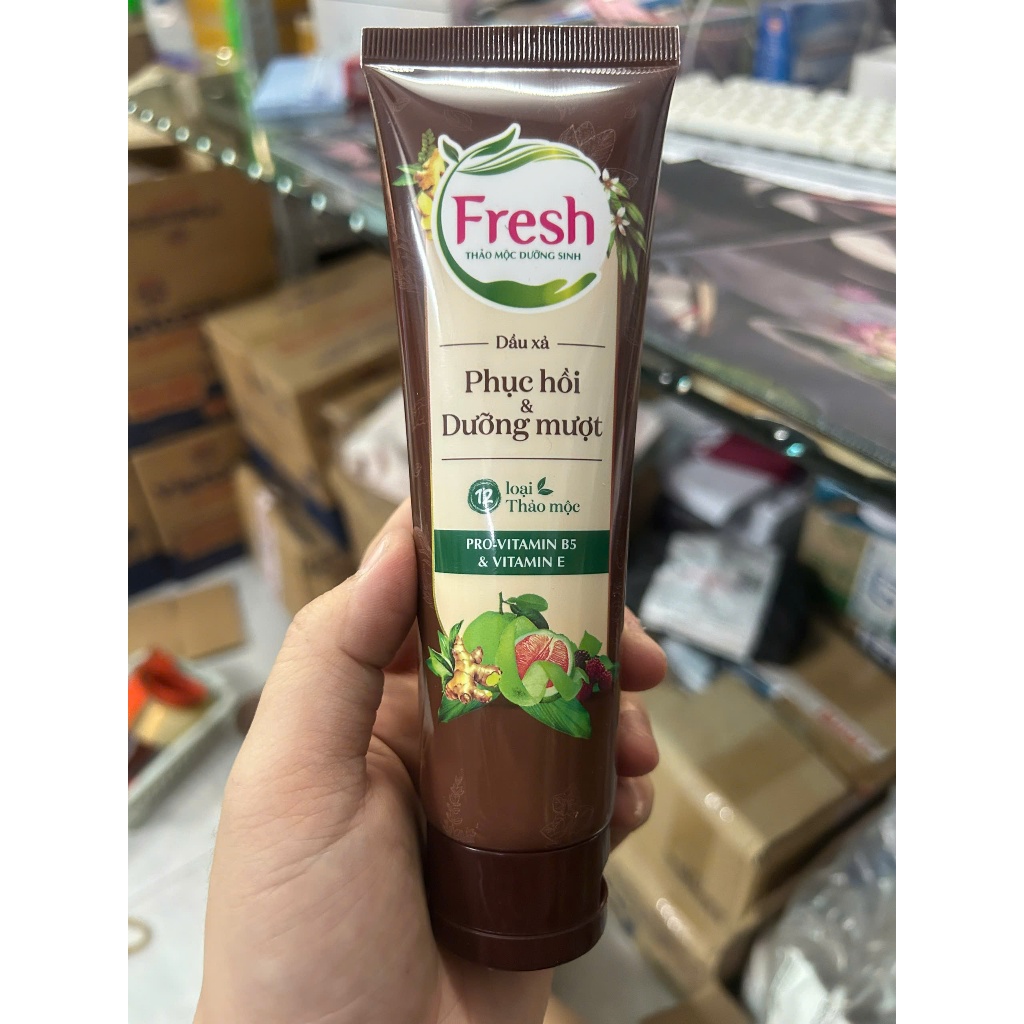 Fresh
THẢO MỘC DƯỠNG SINH
Dầu xả
Phục hồi
&
Dưỡng mượt
12 loại
Thảo mộc
PRO-VITAMIN B5
& VITAMIN E